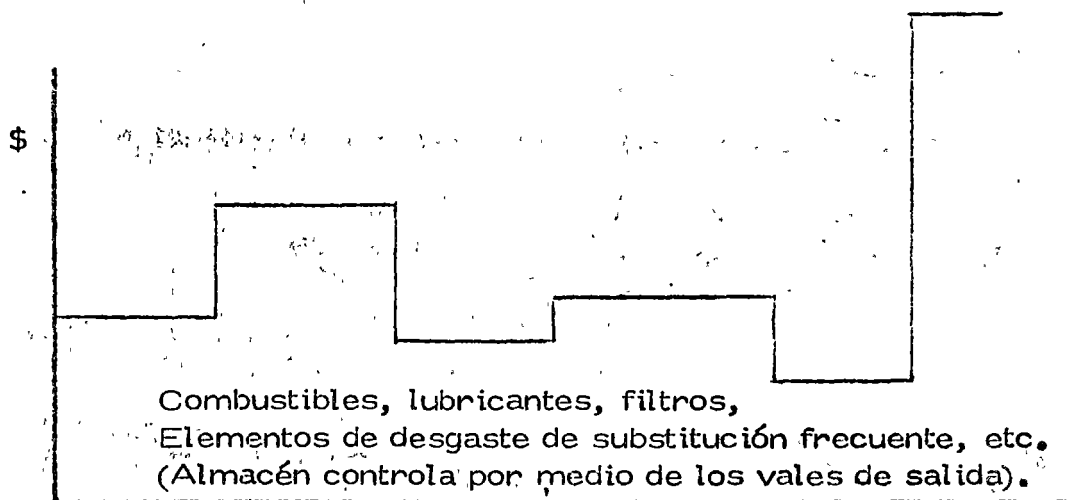 $
Combustibles, lubricantes, filtros,
Elementos de desgaste de substitución frecuente, etc.
(Almacén controla por medio de los vales de salida).